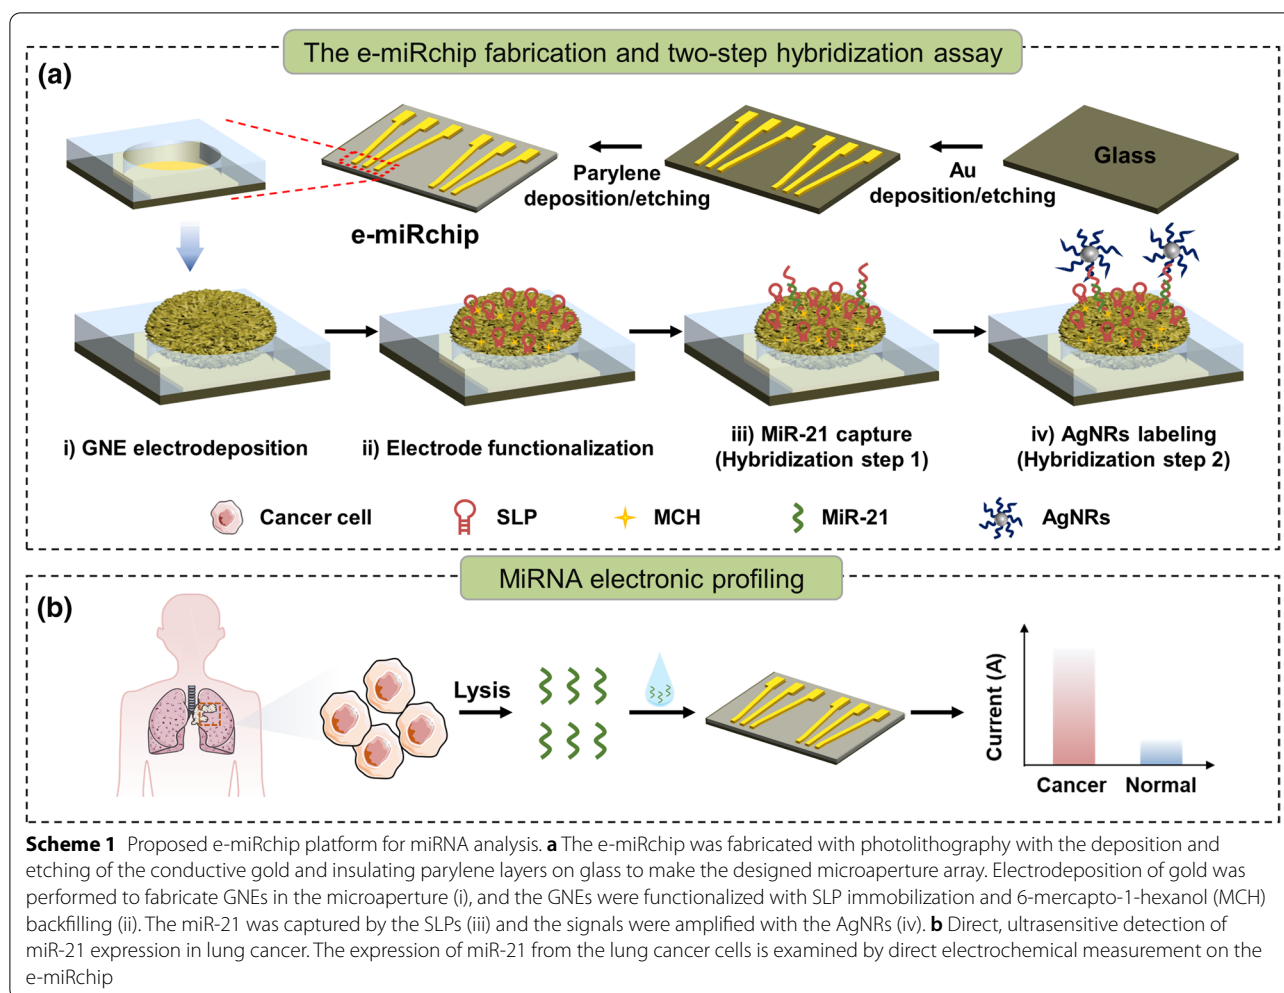 The e-miRchip fabrication and two-step hybridization assay
(a)
Glass
Au
deposition/etching
Parylene
deposition/etching
e-miRchip
i) GNE electrodeposition
ii) Electrode functionalization
iii) MiR-21 capture
(Hybridization step 1)
iv) AgNRs labeling
(Hybridization step 2)
Cancer cell
SLP
MCH
MiR-21
AgNRs
MiRNA electronic profiling
(b)
Lysis
Current (A)
Cancer
Normal
Scheme 1 Proposed e-miRchip platform for miRNA analysis. a The e-miRchip was fabricated with photolithography with the deposition and
etching of the conductive gold and insulating parylene layers on glass to make the designed microaperture array. Electrodeposition of gold was
performed to fabricate GNEs in the microaperture (i), and the GNEs were functionalized with SLP immobilization and 6-mercapto-1-hexanol (MCH)
backfilling (ii). The miR-21 was captured by the SLPs (iii) and the signals were amplified with the AgNRs (iv). b Direct, ultrasensitive detection of
miR-21 expression in lung cancer. The expression of miR-21 from the lung cancer cells is examined by direct electrochemical measurement on the
e-miRchip